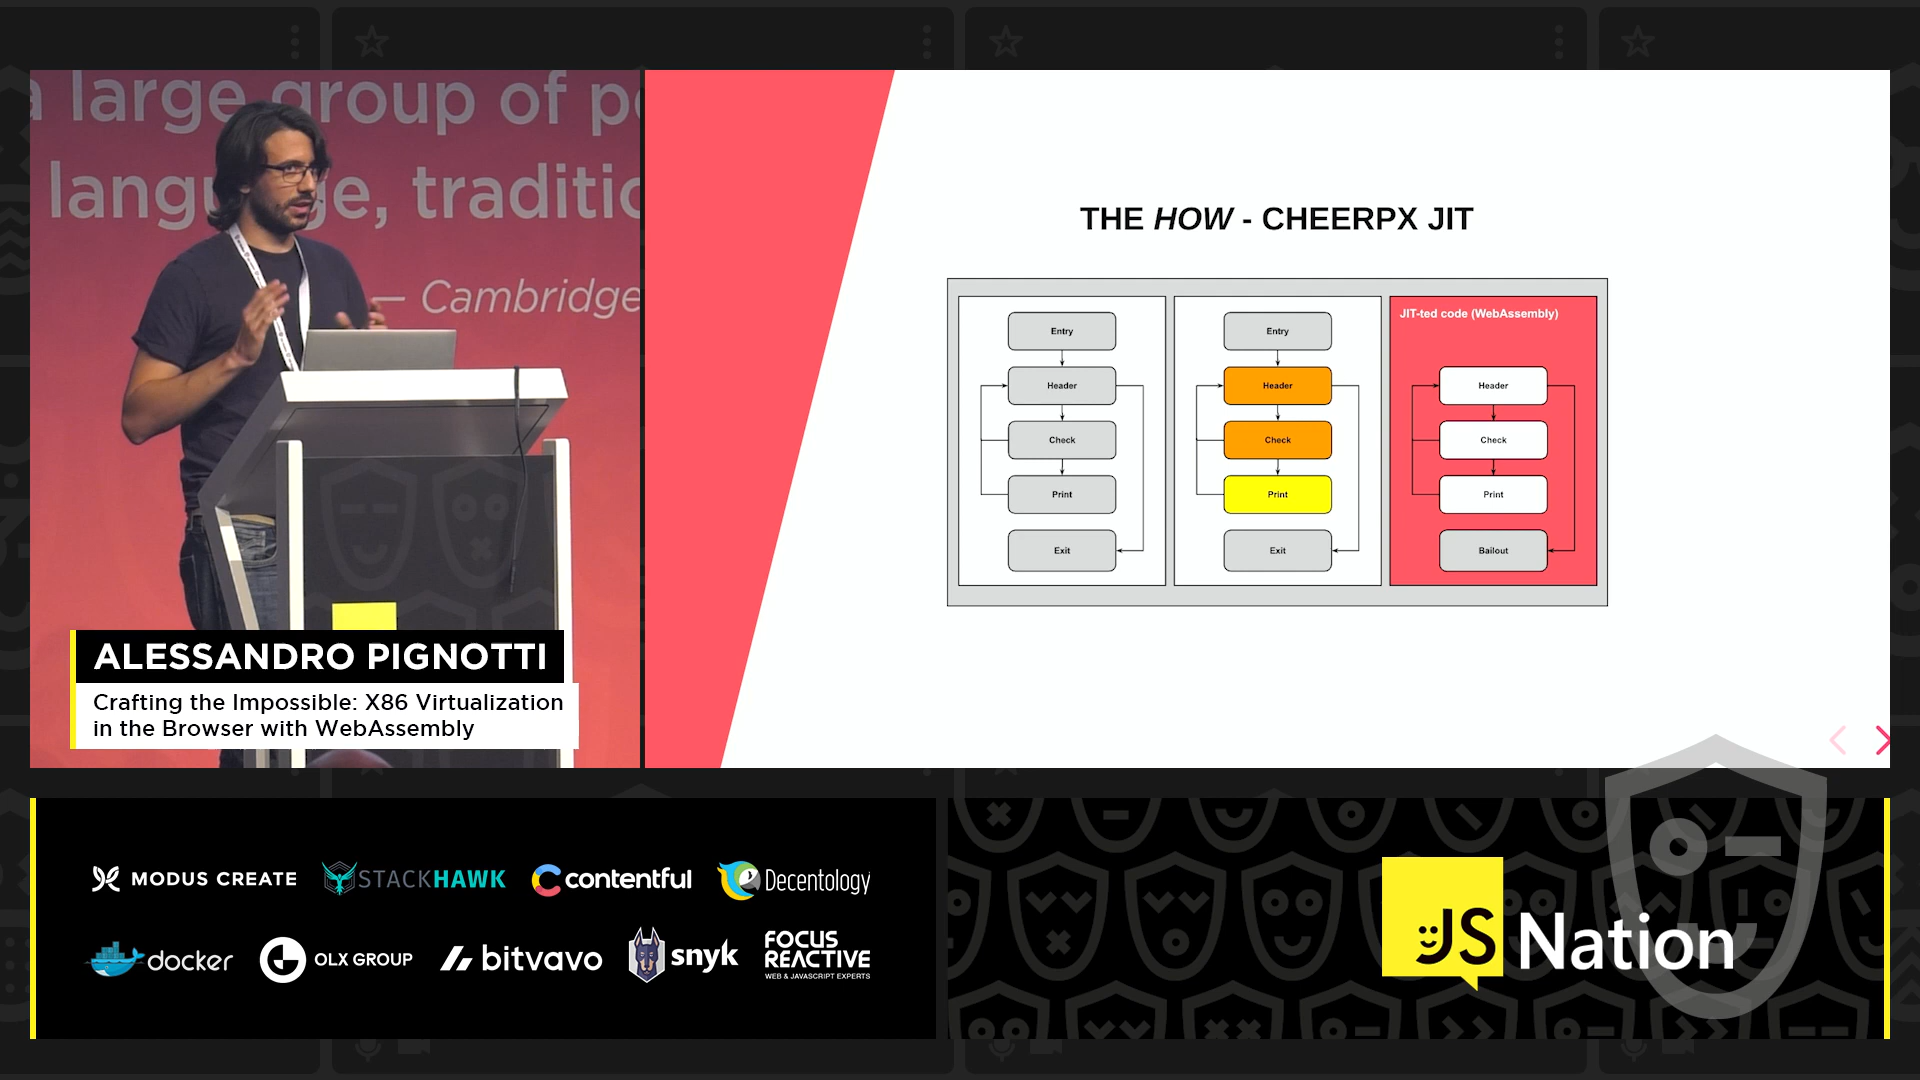 a large group of p
language, traditio
— Cambridge
ALESSANDRO PIGNOTTI
Crafting the Impossible: X86 Virtualization
in the Browser with WebAssembly
THE HOW - CHEERPX JIT
Entry
Header
Check
Print
Exit
Entry
Header
Check
Print
Exit
JIT-ted code (WebAssembly)
Header
Check
Print
Bailout
MODUS CREATE
STACKHAWK
contentful
Decentology
docker
OLX GROUP
bitvavo
snyk
FOCUS
REACTIVE
WEB & JAVASCRIPT EXPERTS
JS Nation